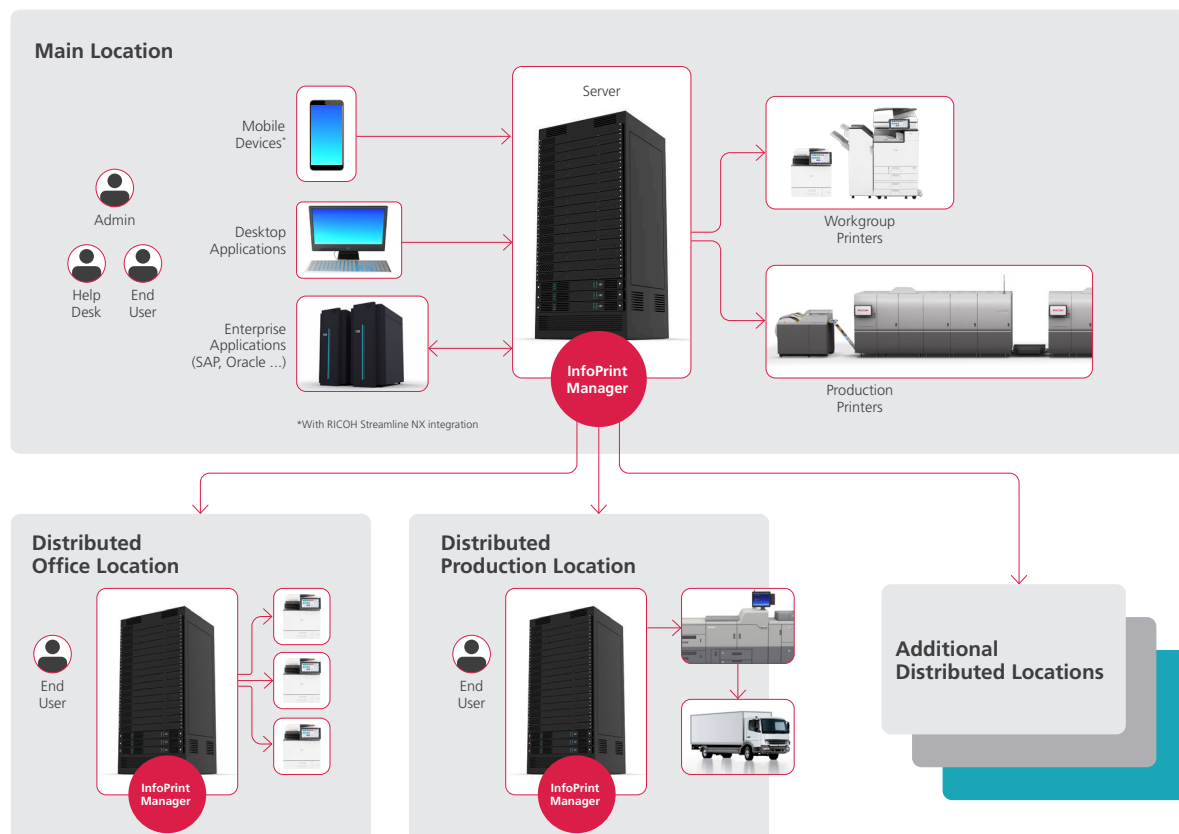 Main Location
Server
Mobile
Devices*
Admin
Desktop
Applications
Workgroup
Printers
Help
Desk
End
User
Enterprise
Applications
(SAP, Oracle ...)
InfoPrint
Manager
Production
Printers
*With RICOH Streamline NX integration
Distributed
Office Location
End
User
InfoPrint
Manager
Distributed
Production Location
End
User
InfoPrint
Manager
Additional
Distributed Locations